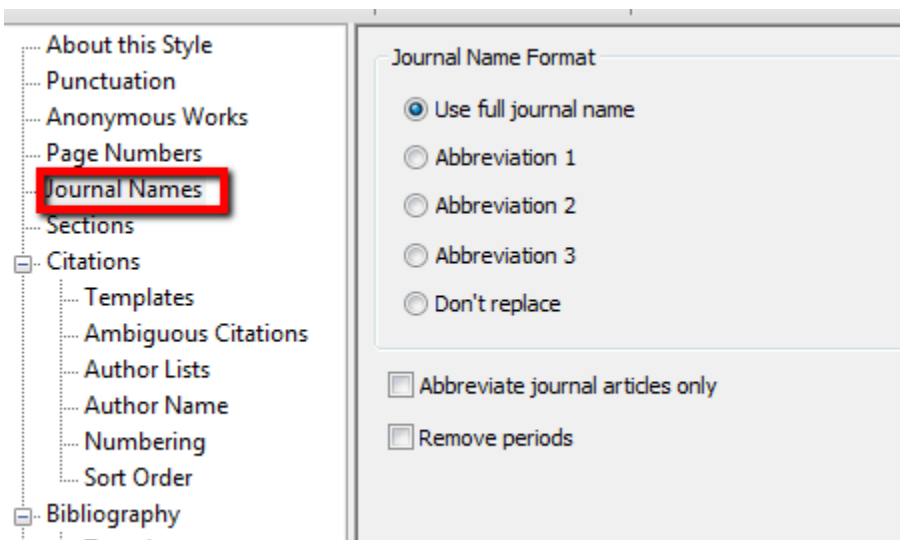 About this Style
Punctuation
Anonymous Works
Page Numbers
Journal Names
Sections
Citations
Templates
Ambiguous Citations
Author Lists
Author Name
Numbering
Sort Order
Bibliography
Journal Name Format
Use full journal name
Abbreviation 1
Abbreviation 2
Abbreviation 3
Don't replace
Abbreviate journal articles only
Remove periods